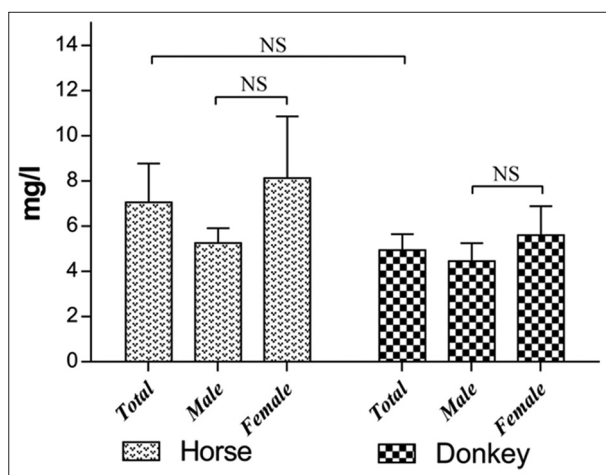 14
12
10
8
6
4
2
0
mg/l
NS
NS
NS
Total
Male
Female
Total
Male
Female
Horse
Donkey